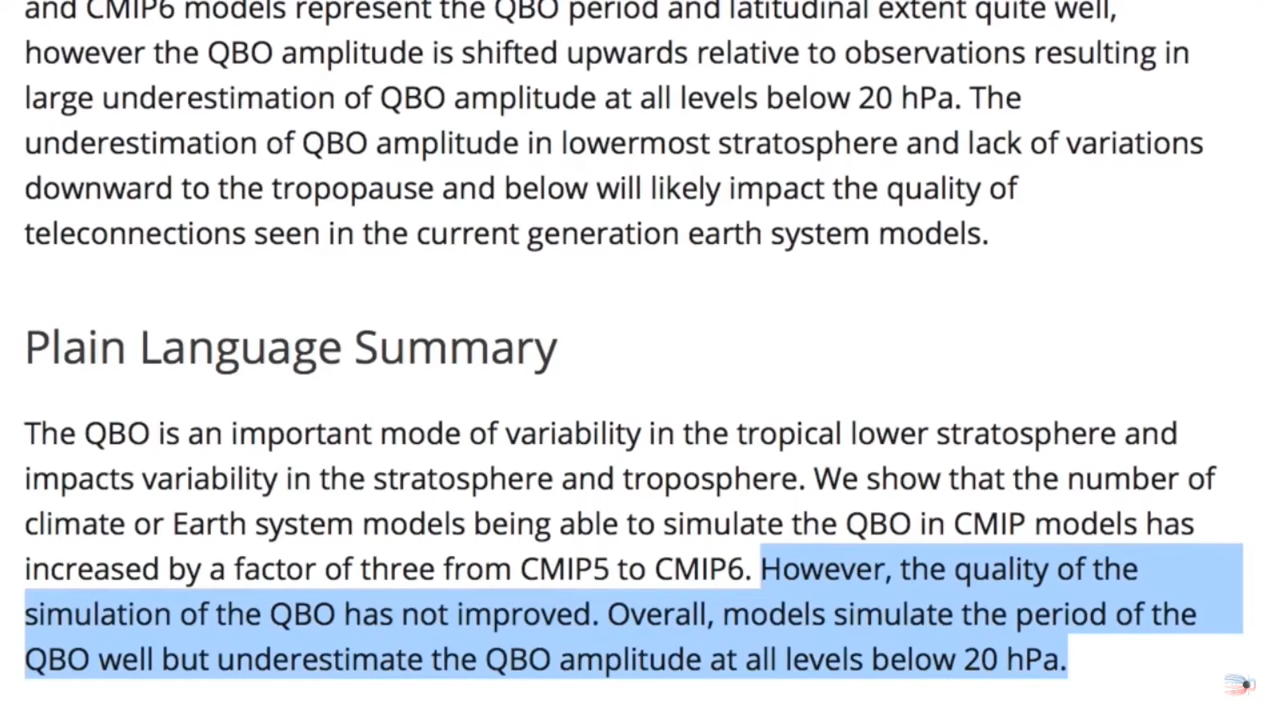 and CMIP6 models represent the QBO period and latitudinal extent quite well,
however the QBO amplitude is shifted upwards relative to observations resulting in
large underestimation of QBO amplitude at all levels below 20 hPa. The
underestimation of QBO amplitude in lowermost stratosphere and lack of variations
downward to the tropopause and below will likely impact the quality of
teleconnections seen in the current generation earth system models.
Plain Language Summary
The QBO is an important mode of variability in the tropical lower stratosphere and
impacts variability in the stratosphere and troposphere. We show that the number of
climate or Earth system models being able to simulate the QBO in CMIP models has
increased by a factor of three from CMIP5 to CMIP6. However, the quality of the
simulation of the QBO has not improved. Overall, models simulate the period of the
QBO well but underestimate the QBO amplitude at all levels below 20 hPa.